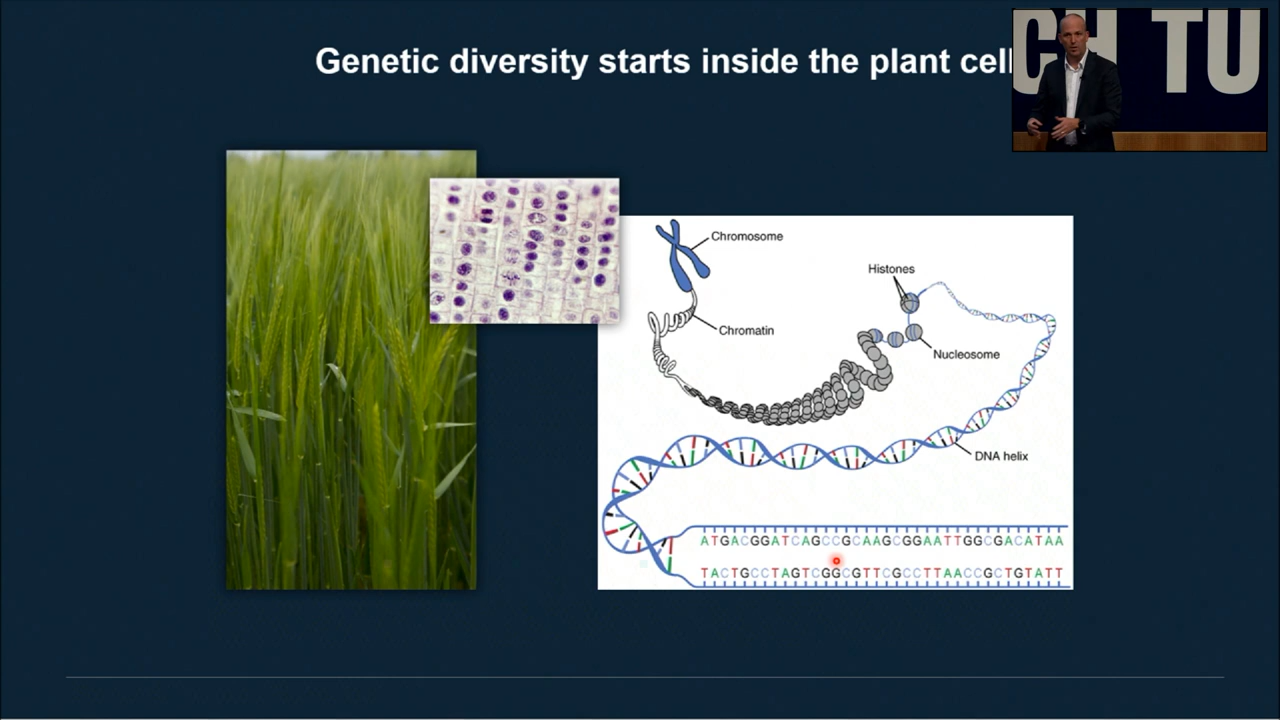 Genetic diversity starts inside the plant cell
CH TU
Chromosome
Histones
Chromatin
Nucleosome
DNA helix
ATGACGGATCAGCCGCAAGCGGAATTGGCGACATAA
TACTGCCTAGTCGGCGTTCGCCTTAACCGCTGTATT